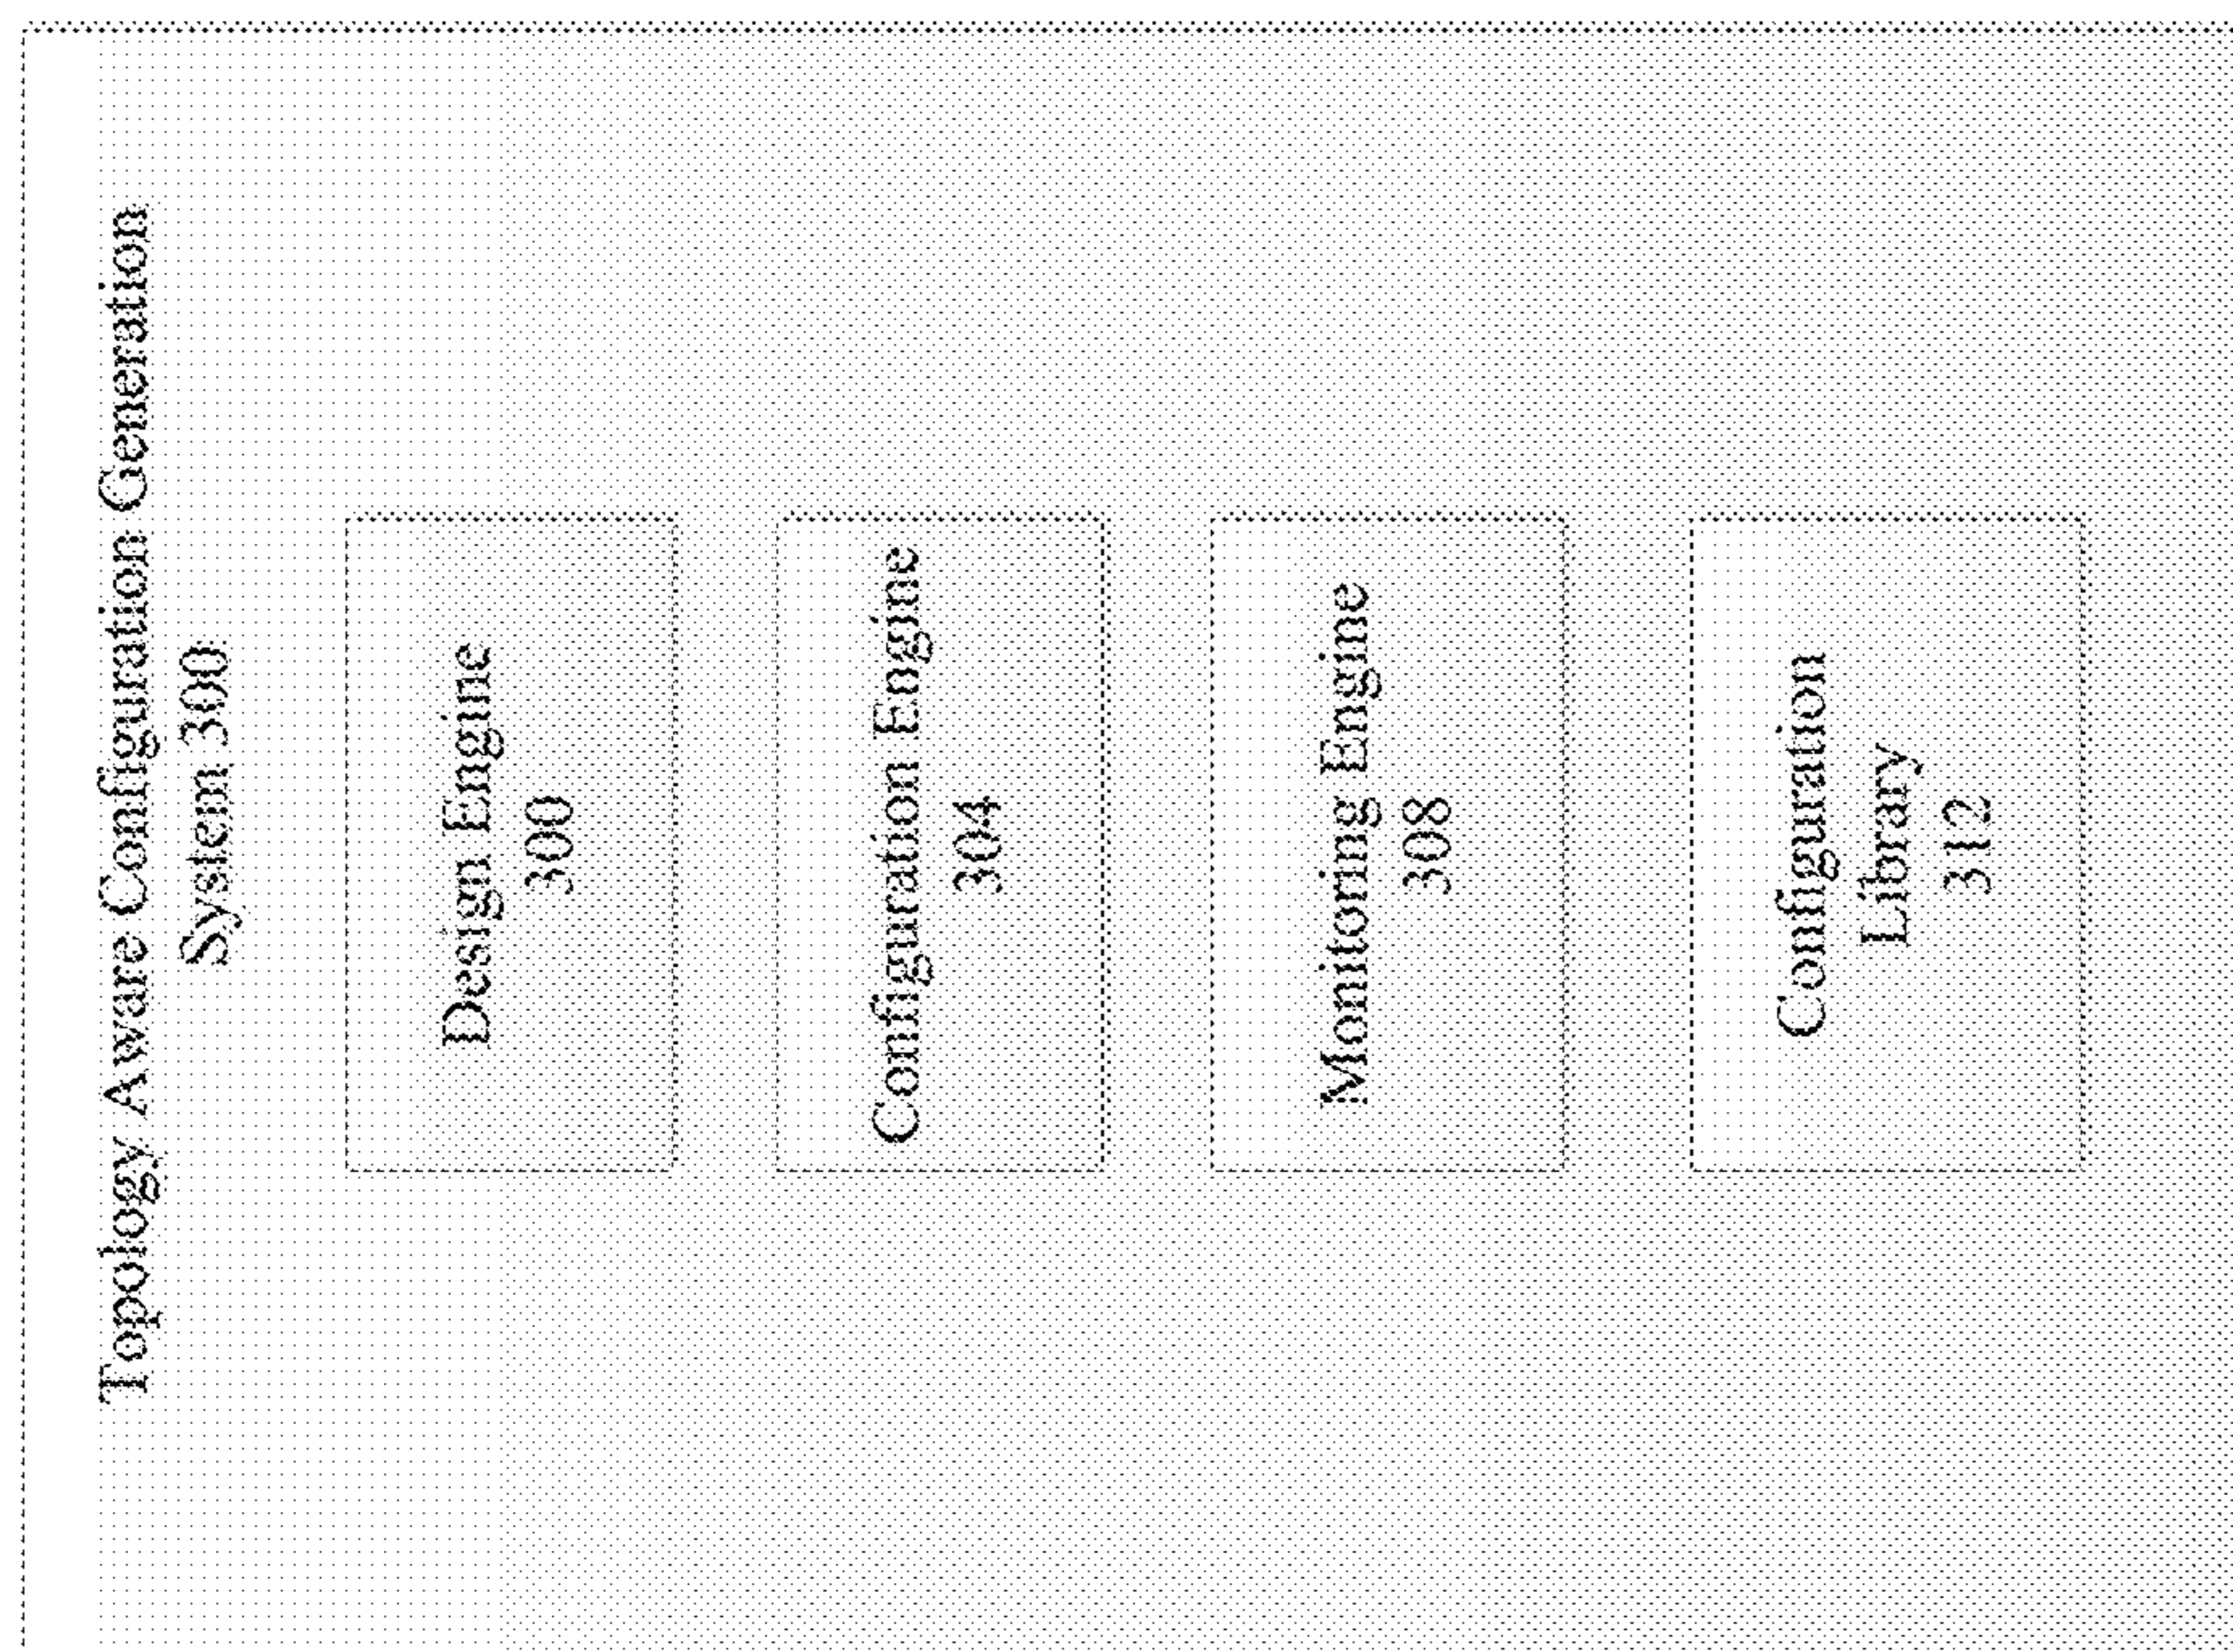 Topology Aware Configuration Generation
System 300
Design Engine
300
Configuration Engine
304
Monitoring Engine
308
Configuration
Library
312